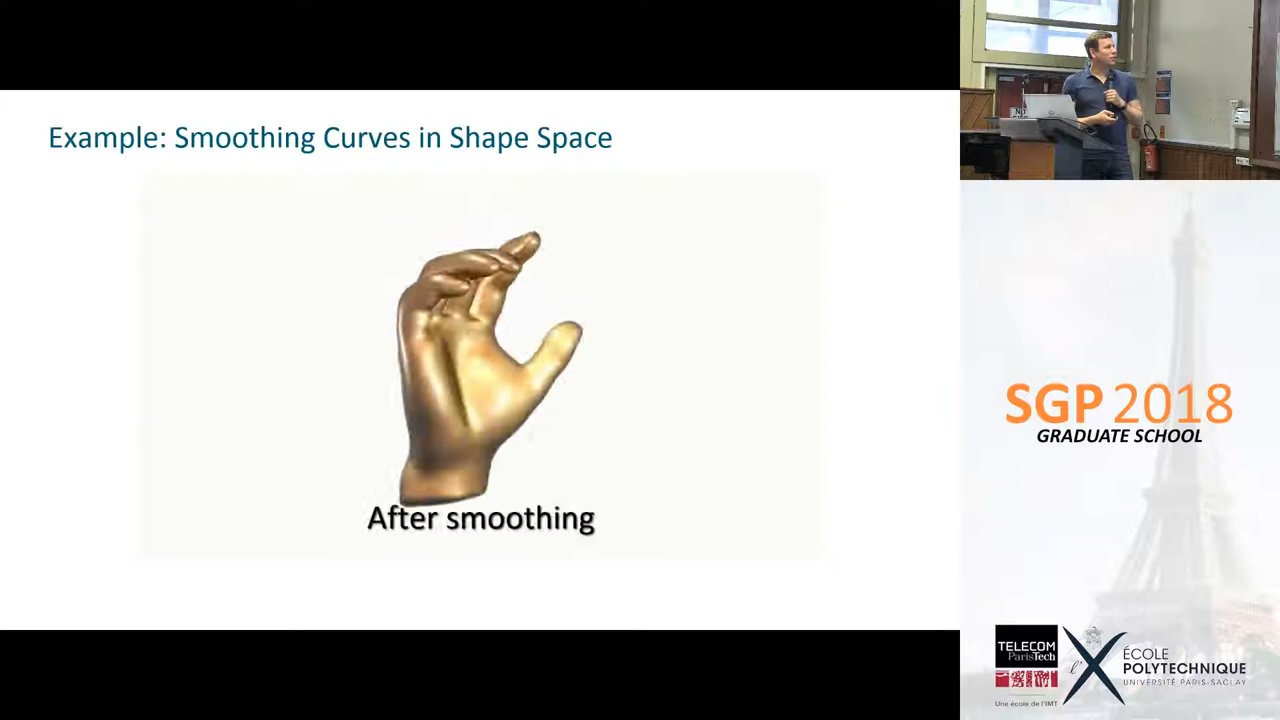 Example: Smoothing Curves in Shape Space
After smoothing
SGP 2018
GRADUATE SCHOOL
TELECOM
ParisTech
Une école de l'IMT
l'X
ÉCOLE
POLYTECHNIQUE
UNIVERSITÉ PARIS-SACLAY